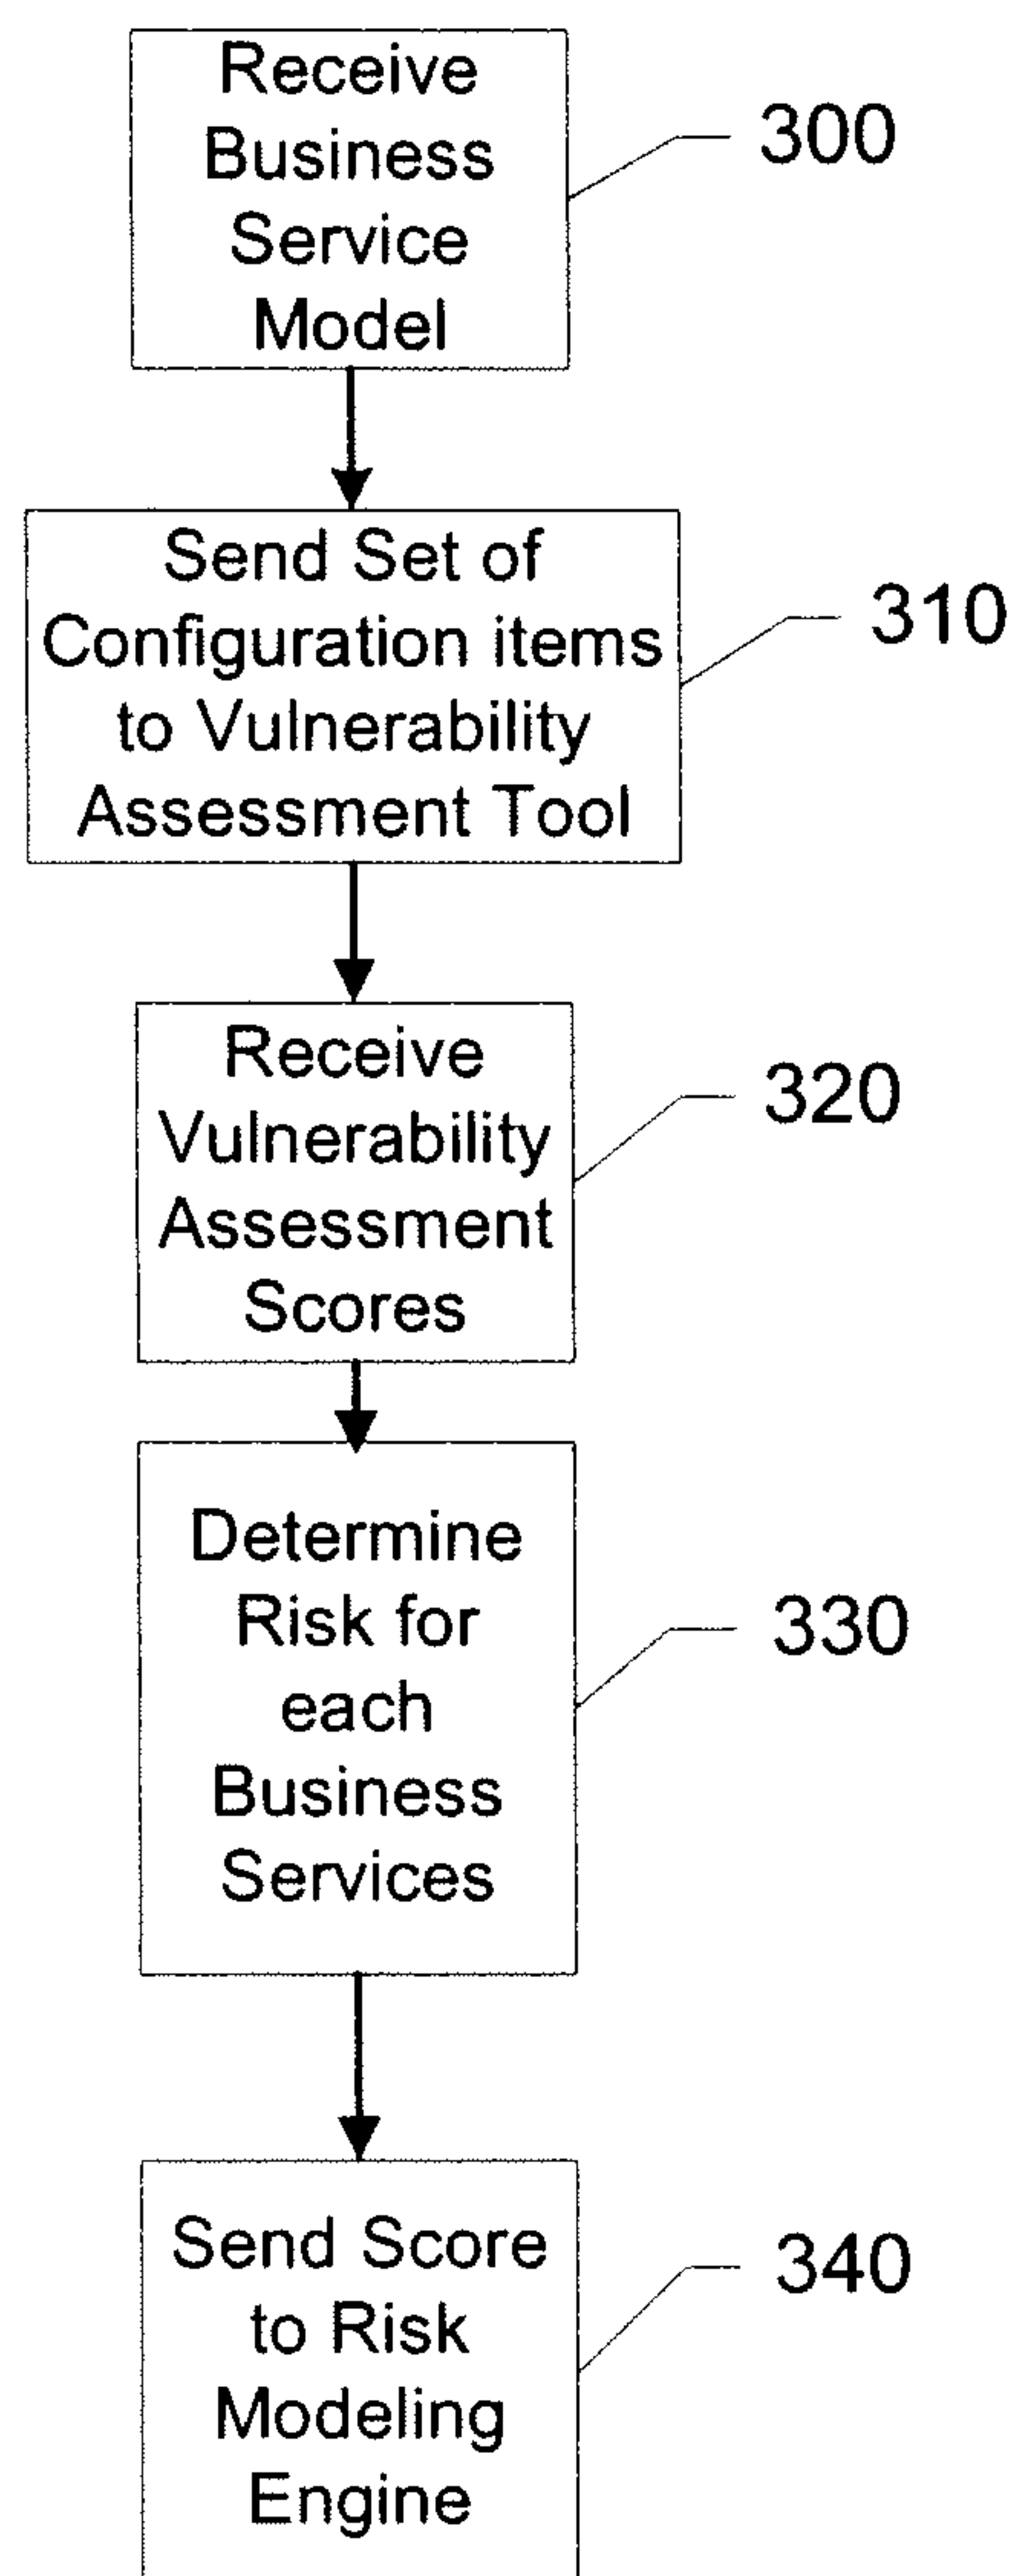 Receive
Business
Service
Model
300
Send Set of
Configuration items
to Vulnerability
Assessment Tool
310
Receive
Vulnerability
Assessment
Scores
320
Determine
Risk for
each
Business
Services
330
Send Score
to Risk
Modeling
Engine
340